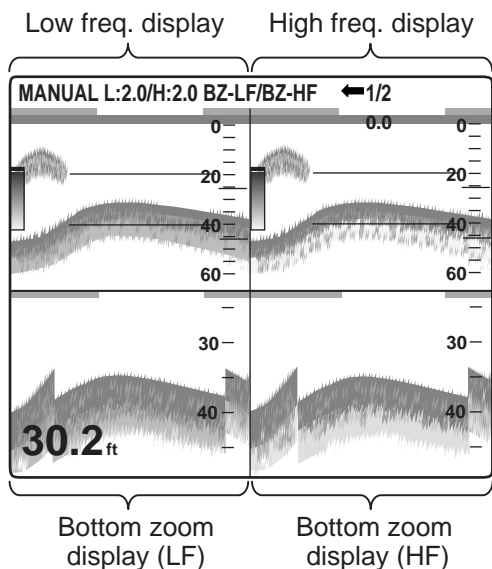 Low freq. display
High freq. display
MANUAL L:2.0/H:2.0 BZ-LF/BZ-HF ⬅1/2
0.0
0
20
40
60
0
20
40
60
30
40
30
40
30.2ft
Bottom zoom
display (LF)
Bottom zoom
display (HF)